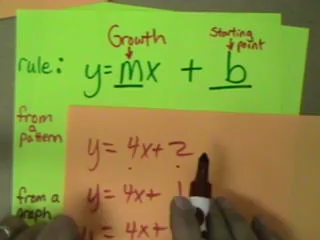 Growth
Starting point
rule: y = mx + b
from a pattern
y = 4x + 2
from a graph
y = 4x + 1
y = 4x +